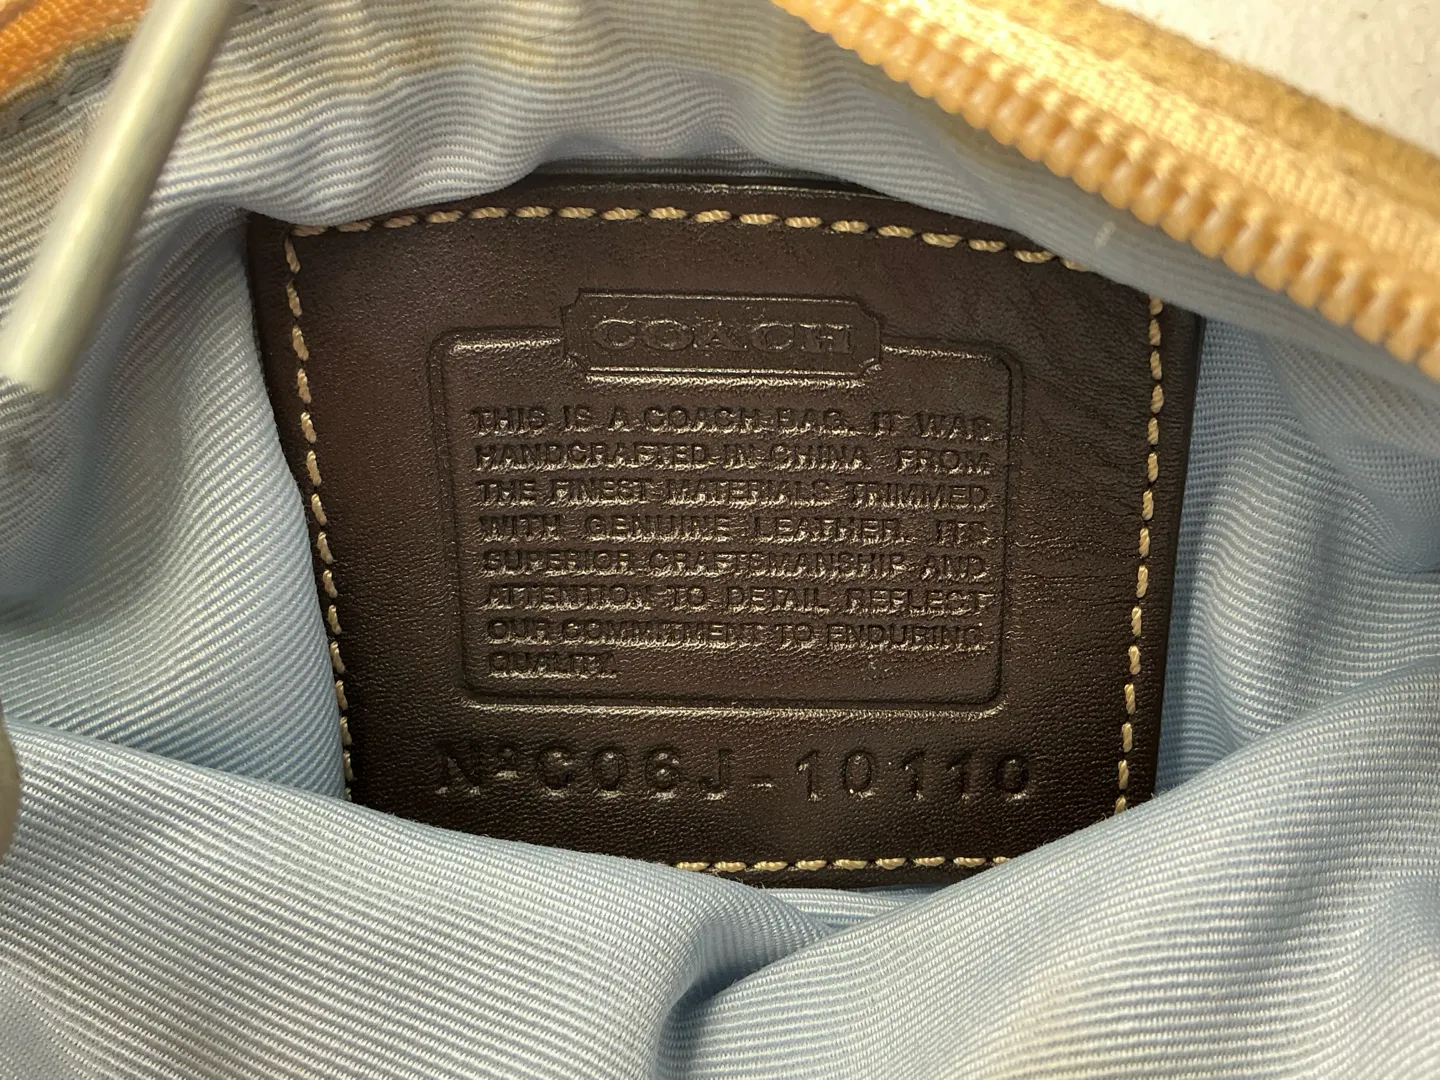 COACH
THIS IS A COACH BAG. IT WAS
HANDCRAFTED IN CHINA FROM
THE FINEST MATERIALS TRIMMED
WITH GENUINE LEATHER. ITS
SUPERIOR CRAFTSMANSHIP AND
ATTENTION TO DETAIL REFLECT
OUR COMMITMENT TO ENDURING
QUALITY.
Nº C06J-10110